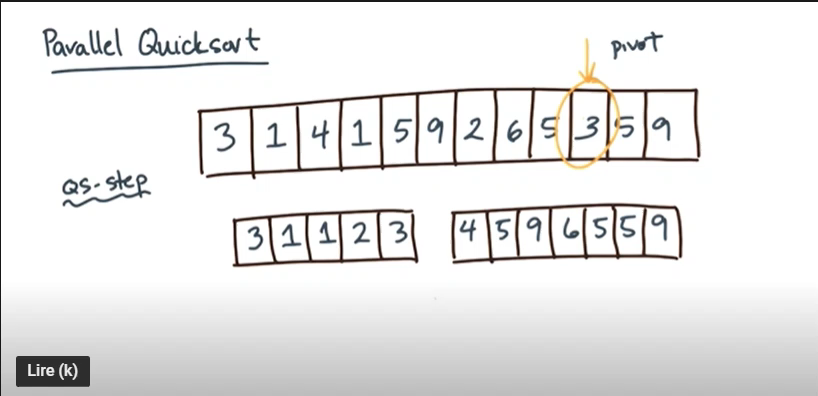 Parallel Quicksort
pivot
3 1 4 1 5 9 2 6 5 3 5 9
QS-step
3 1 1 2 3 4 5 9 6 5 5 9
Lire (k)